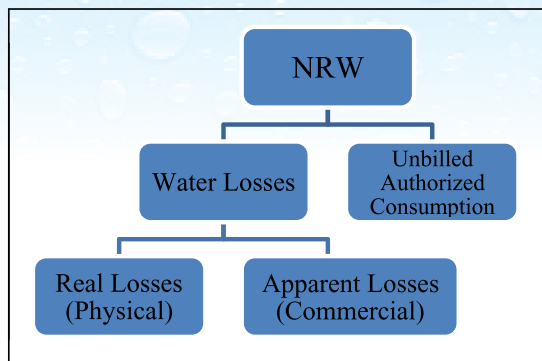 NRW
Water Losses
Unbilled
Authorized
Consumption
Real Losses
(Physical)
Apparent Losses
(Commercial)